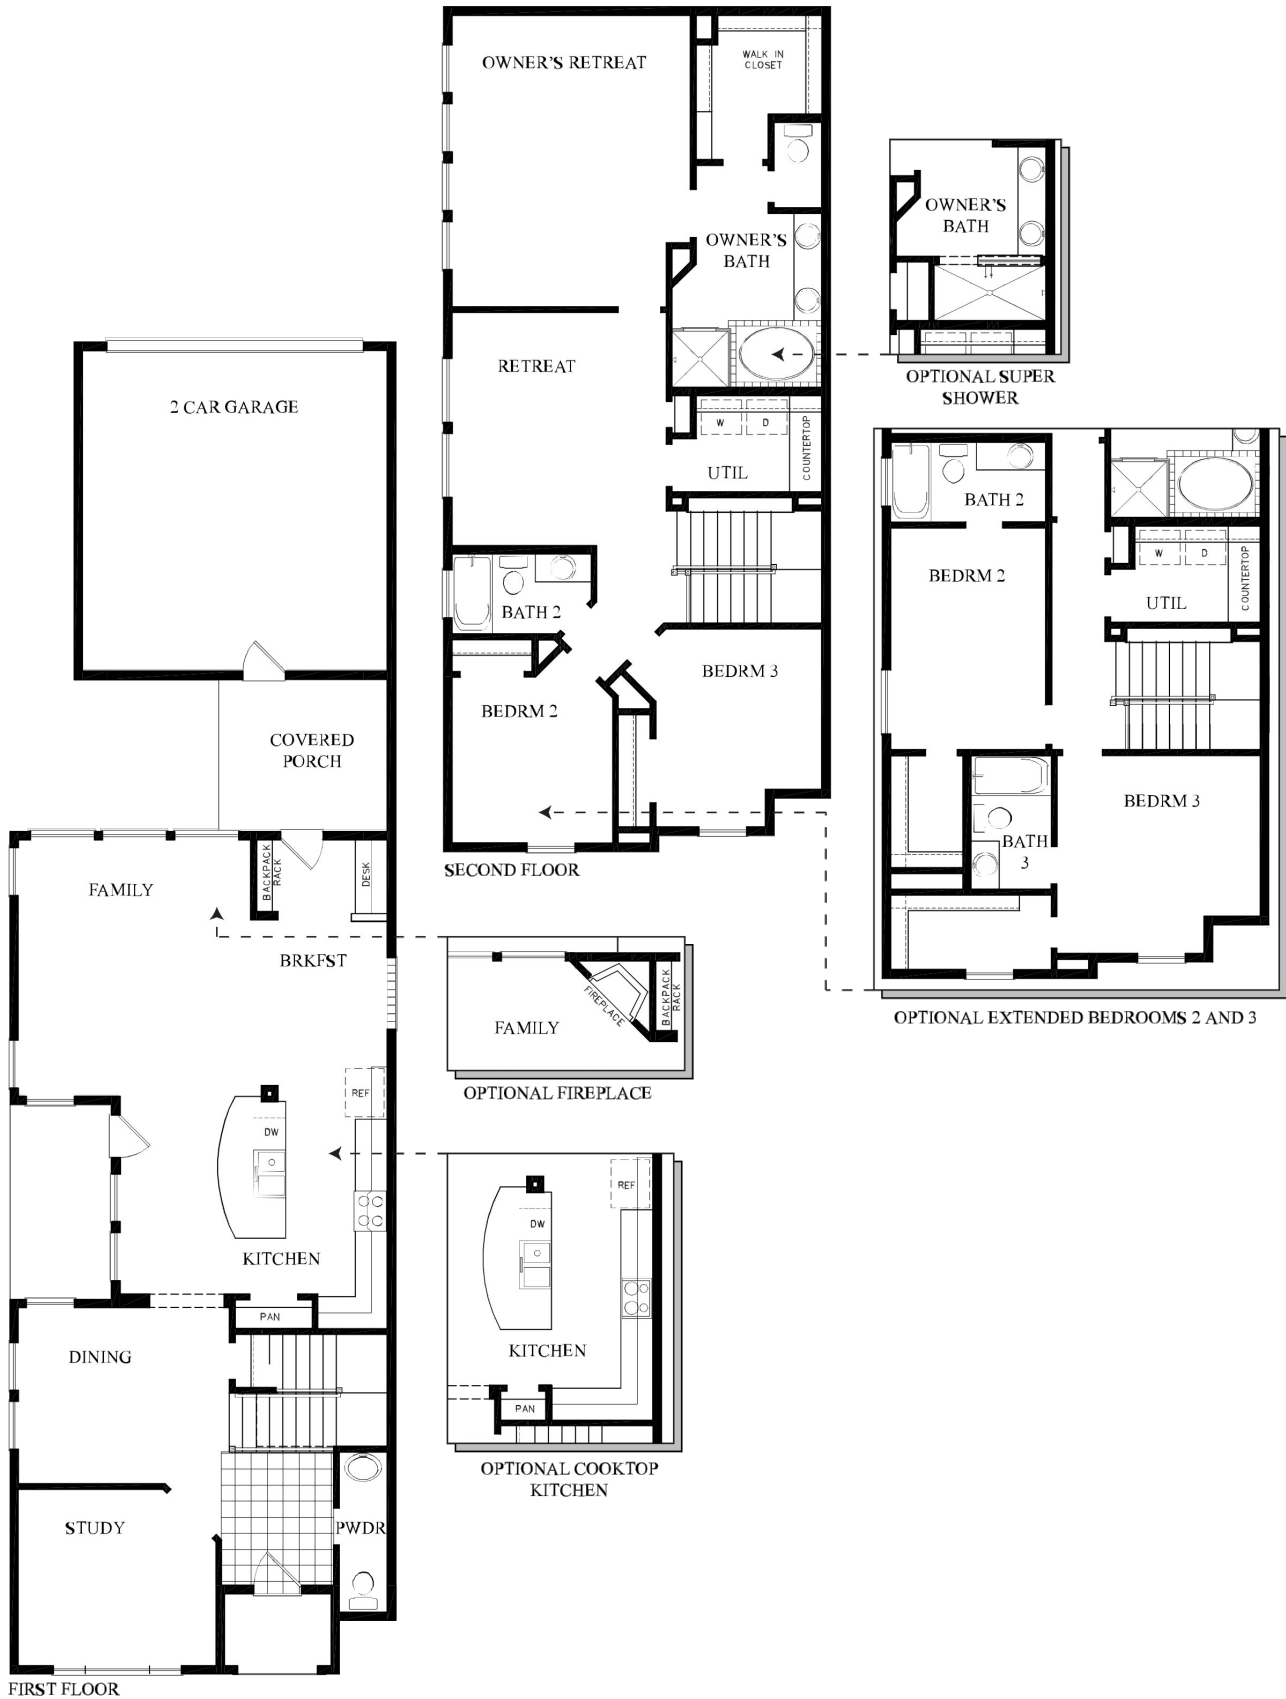 OWNER'S RETREAT
WALK IN
CLOSET
OWNER'S
BATH
RETREAT
W
D
COUNTERTOP
UTIL
BATH 2
BEDRM 3
BEDRM 2
SECOND FLOOR
OWNER'S
BATH
OPTIONAL SUPER
SHOWER
BATH 2
BEDRM 2
W
D
COUNTERTOP
UTIL
BEDRM 3
BATH
3
OPTIONAL EXTENDED BEDROOMS 2 AND 3
2 CAR GARAGE
COVERED
PORCH
FAMILY
BACKPACK
RACK
DESK
BRKFST
REF
DW
KITCHEN
PAN
DINING
STUDY
PWDR
FIRST FLOOR
FIREPLACE
BACKPACK
RACK
FAMILY
OPTIONAL FIREPLACE
REF
DW
KITCHEN
PAN
OPTIONAL COOKTOP
KITCHEN